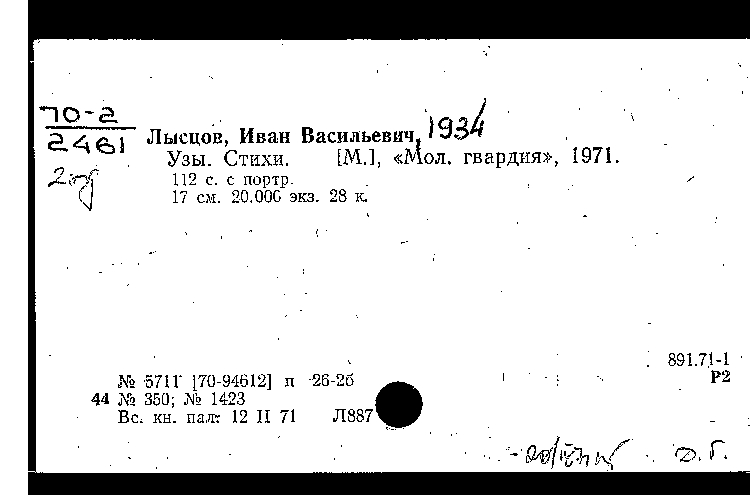 70-2
2461
Лысцов, Иван Васильевич, 1934
Узы. Стихи. [М.], «Мол. гвардия», 1971.
112 с. с портр.
17 см. 20.000 экз. 28 к.
891.71-1
Р2
№ 5711 [70-94612] п 26-2б
44 № 350; № 1423
Вс. кн. пал. 12 II 71 Л887